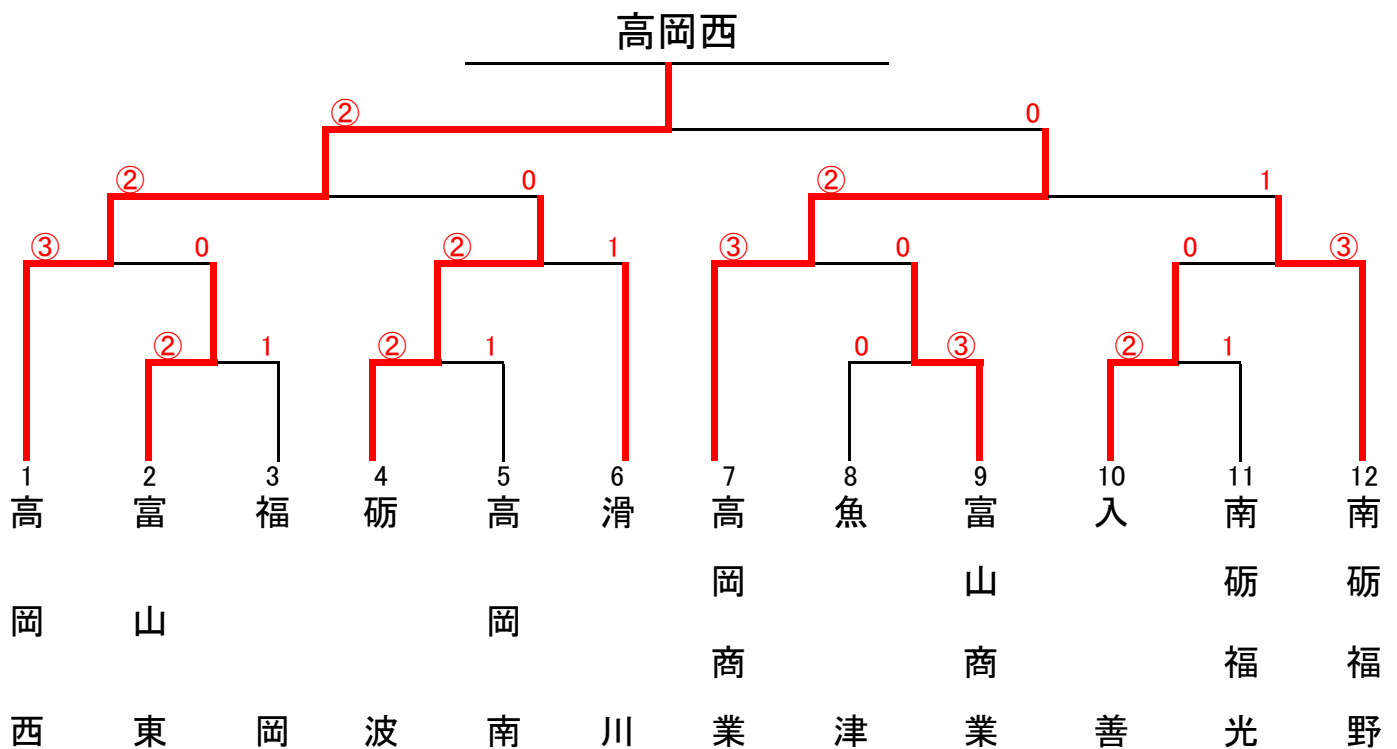 高岡西
② 0
② 0 ② 1
③ 0 ② 1 ③ 0 0 ③
② 1 ② 1 0 ③ ② 1
1 2 3 4 5 6 7 8 9 10 11 12
高岡西
富山東
福岡
砺波
高岡南
滑川
高岡商業
魚津
富山商業
入善
南砺福光
南砺福野